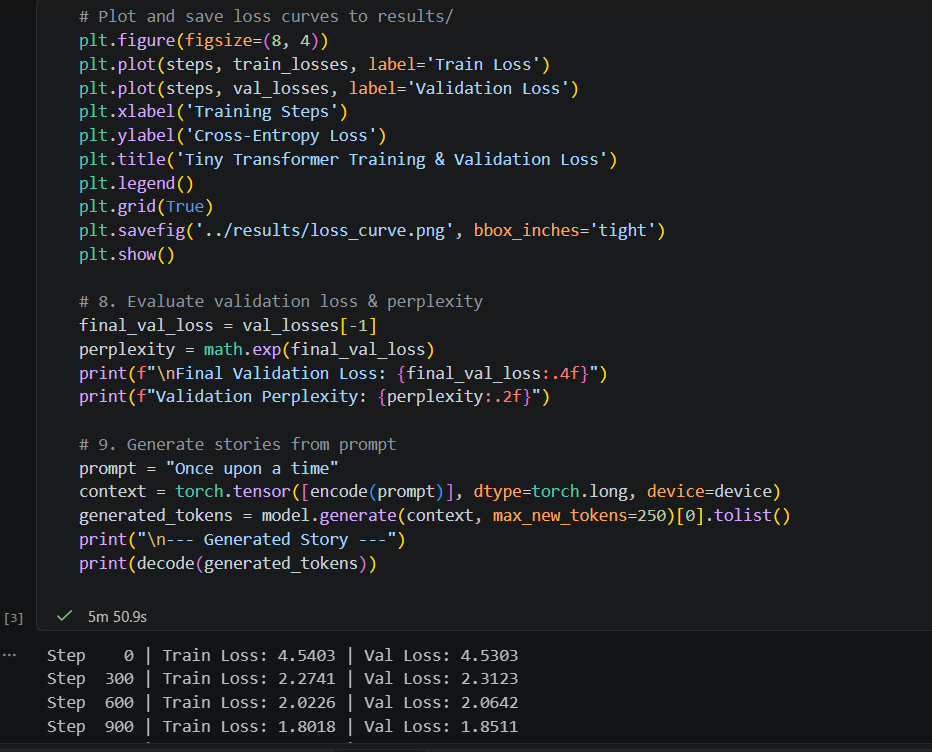 # Plot and save loss curves to results/
plt.figure(figsize=(8, 4))
plt.plot(steps, train_losses, label='Train Loss')
plt.plot(steps, val_losses, label='Validation Loss')
plt.xlabel('Training Steps')
plt.ylabel('Cross-Entropy Loss')
plt.title('Tiny Transformer Training & Validation Loss')
plt.legend()
plt.grid(True)
plt.savefig('../results/loss_curve.png', bbox_inches='tight')
plt.show()

# 8. Evaluate validation loss & perplexity
final_val_loss = val_losses[-1]
perplexity = math.exp(final_val_loss)
print(f"\nFinal Validation Loss: {final_val_loss:.4f}")
print(f"Validation Perplexity: {perplexity:.2f}")

# 9. Generate stories from prompt
prompt = "Once upon a time"
context = torch.tensor([encode(prompt)], dtype=torch.long, device=device)
generated_tokens = model.generate(context, max_new_tokens=250)[0].tolist()
print("\n--- Generated Story ---")
print(decode(generated_tokens))
[3] ✓ 5m 50.9s
... Step    0 | Train Loss: 4.5403 | Val Loss: 4.5303
Step  300 | Train Loss: 2.2741 | Val Loss: 2.3123
Step  600 | Train Loss: 2.0226 | Val Loss: 2.0642
Step  900 | Train Loss: 1.8018 | Val Loss: 1.8511